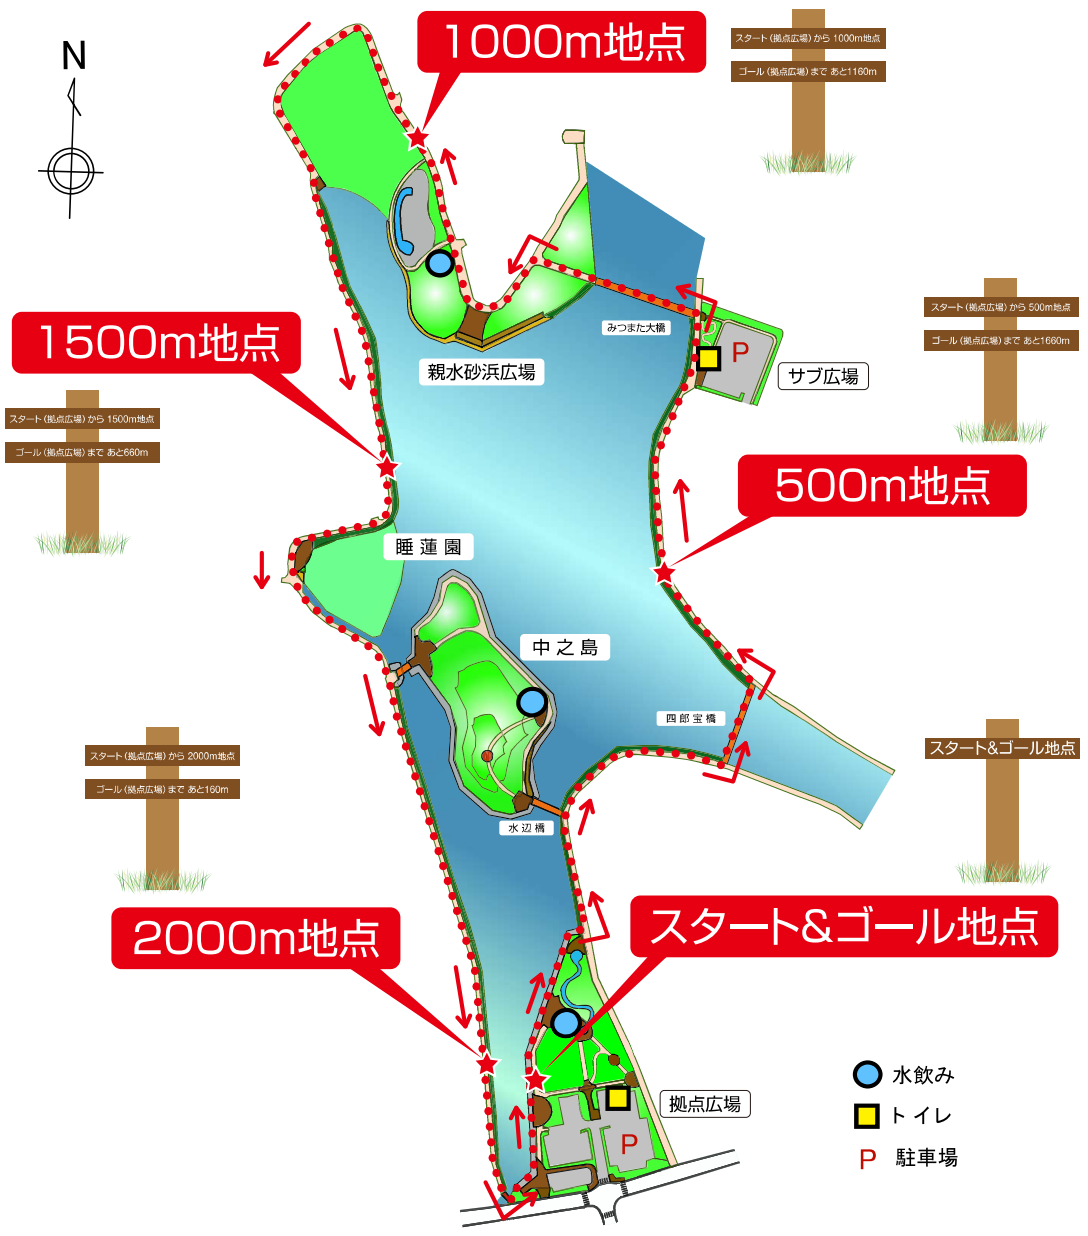 N
1000m地点
スタート(拠点広場)から 1000m地点
ゴール(拠点広場)まで あと1160m
1500m地点
スタート(拠点広場)から 1500m地点
ゴール(拠点広場)まで あと660m
みつまた大橋
P
サブ広場
親水砂浜広場
スタート(拠点広場)から 500m地点
ゴール(拠点広場)まで あと1660m
500m地点
睡蓮園
中之島
四郎宝橋
水辺橋
スタート(拠点広場)から 2000m地点
ゴール(拠点広場)まで あと160m
スタート&ゴール地点
2000m地点
スタート&ゴール地点
拠点広場
P
水飲み
トイレ
P 駐車場